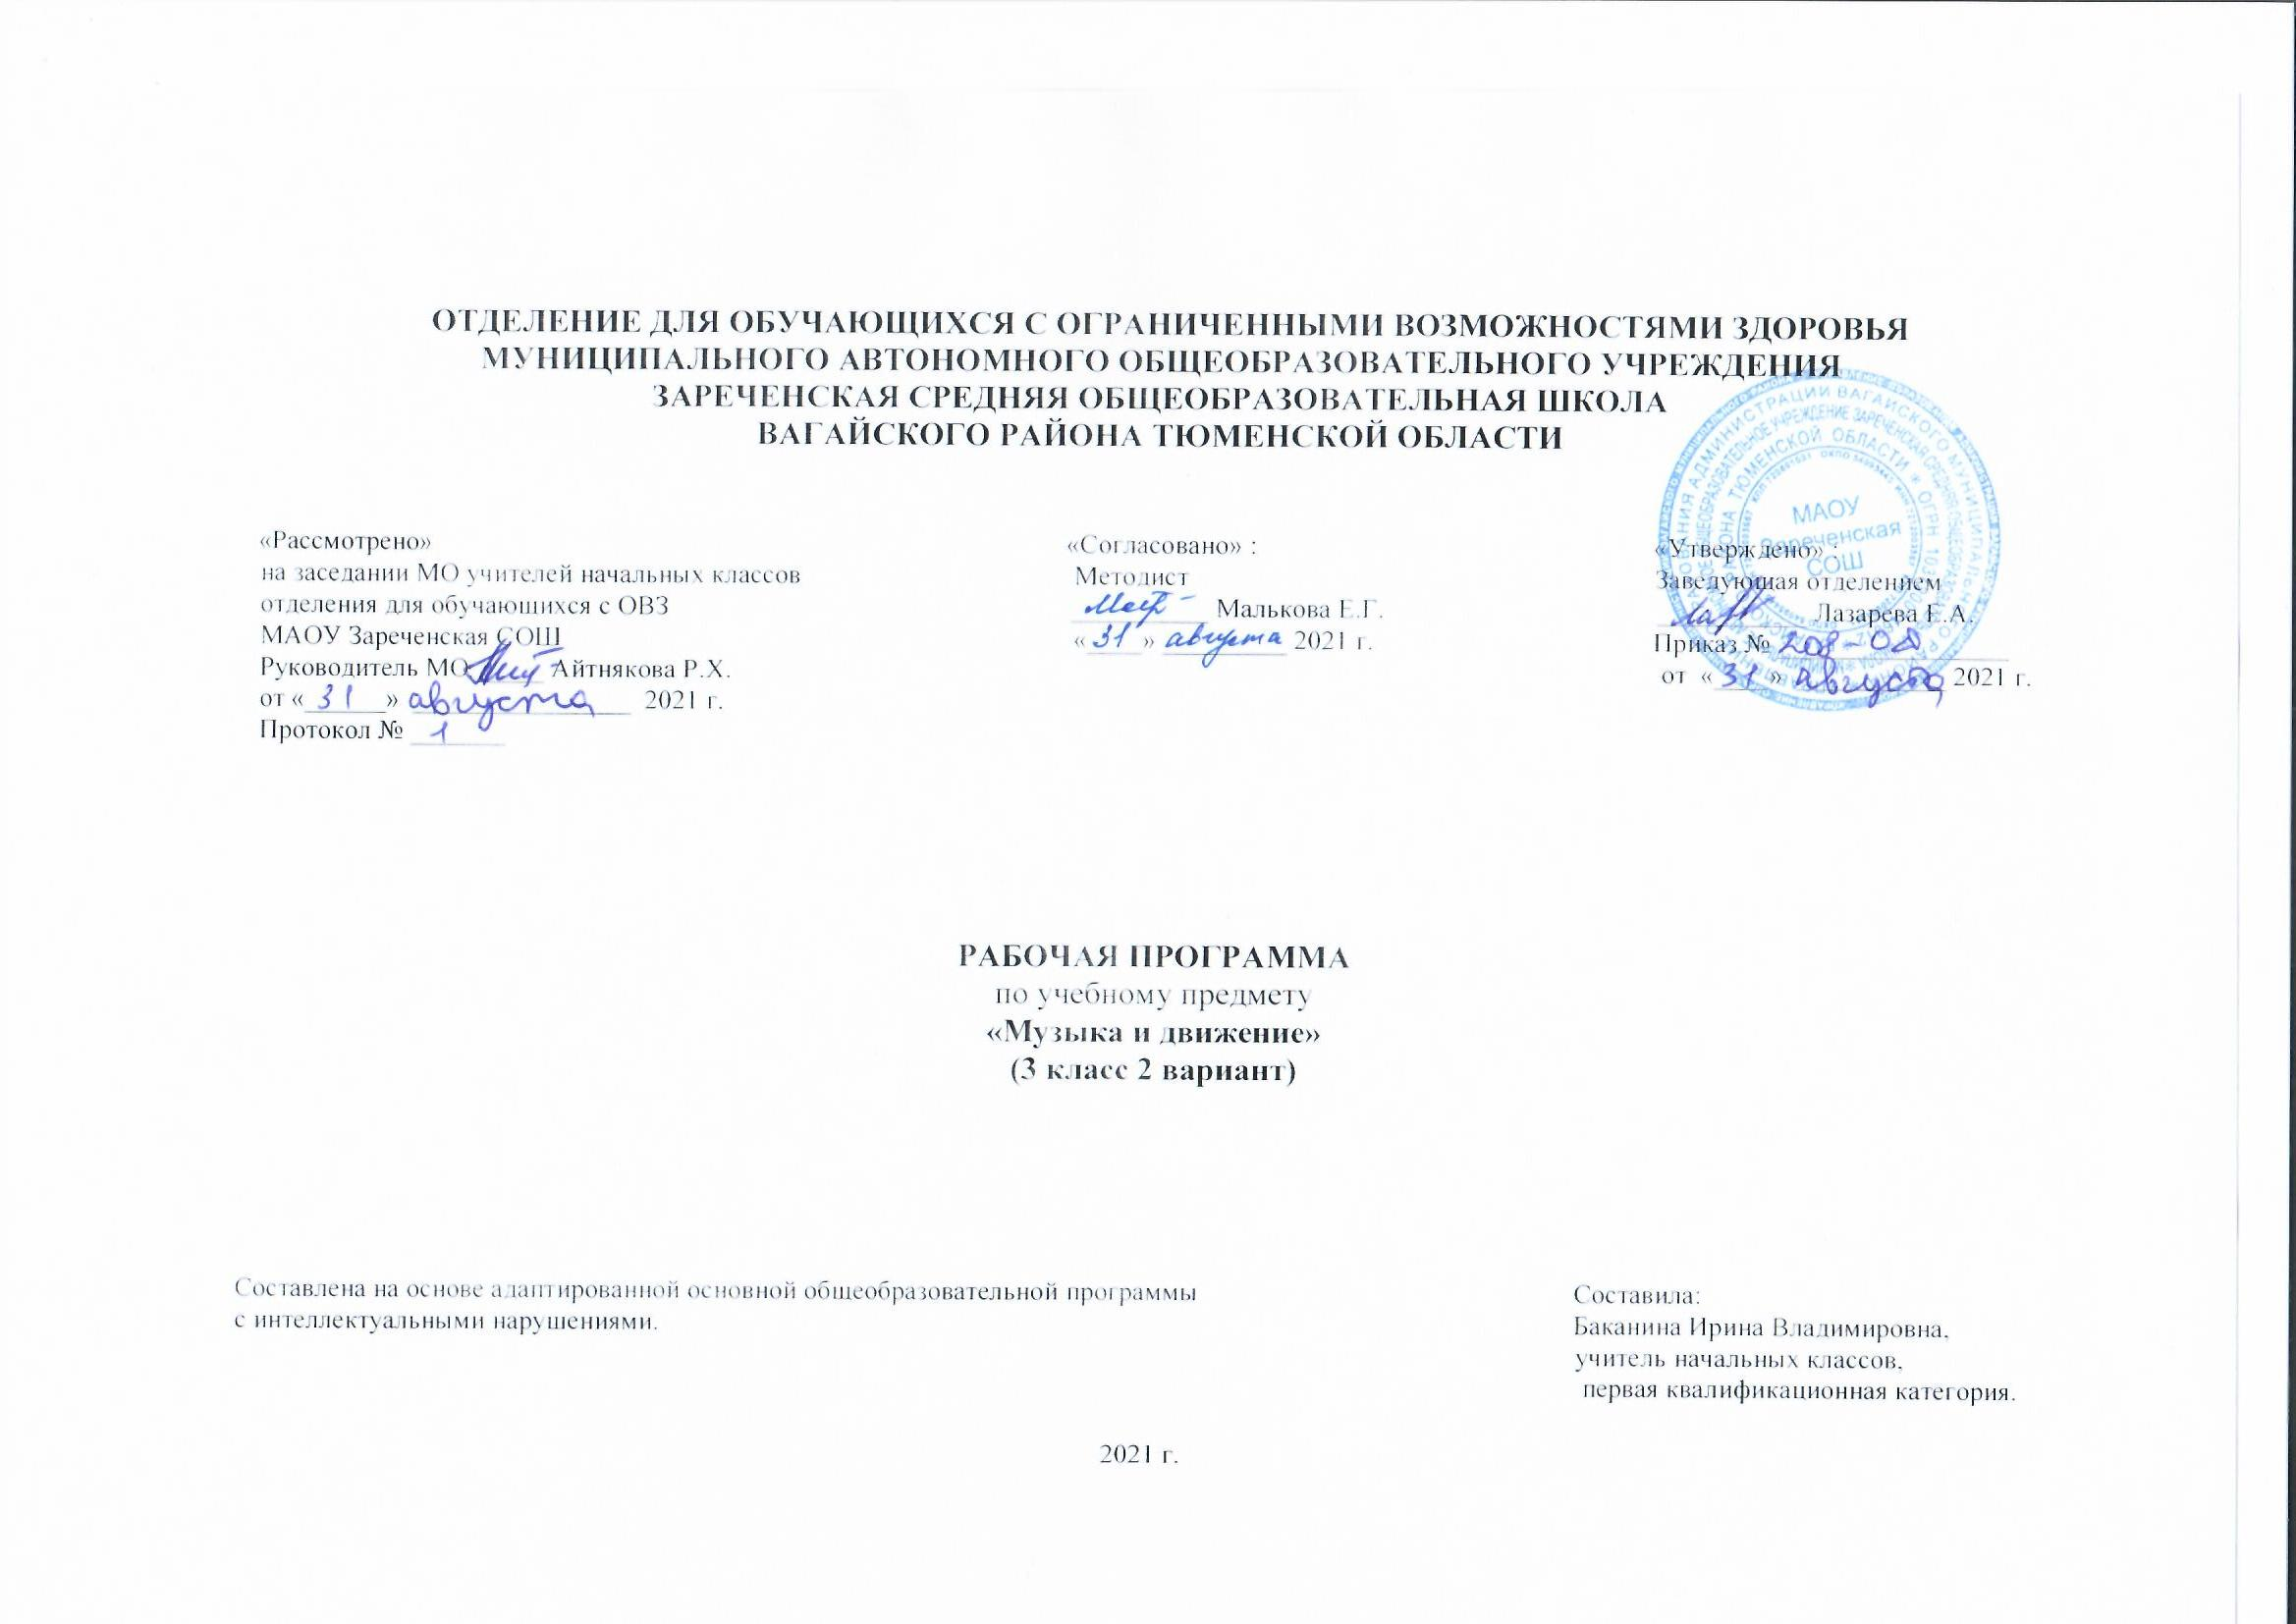 ОТДЕЛЕНИЕ ДЛЯ ОБУЧАЮЩИХСЯ С ОГРАНИЧЕННЫМИ ВОЗМОЖНОСТЯМИ ЗДОРОВЬЯ
МУНИЦИПАЛЬНОГО АВТОНОМНОГО ОБЩЕОБРАЗОВАТЕЛЬНОГО УЧРЕЖДЕНИЯ
ЗАРЕЧЕНСКАЯ СРЕДНЯЯ ОБЩЕОБРАЗОВАТЕЛЬНАЯ ШКОЛА
ВАГАЙСКОГО РАЙОНА ТЮМЕНСКОЙ ОБЛАСТИ
«Рассмотрено»
на заседании МО учителей начальных классов
отделения для обучающихся с ОВЗ
МАОУ Зареченская СОШ
Руководитель МО Айтнякова Р.Х.
от «31» августа 2021 г.
Протокол № 1
«Согласовано» :
Методист
Малькова Е.Г.
«31» августа 2021 г.
«Утверждено» :
Заведующая отделением
Лазарева Е.А.
Приказ № 208-ОД
от «31» августа 2021 г.
МАОУ
Зареченская
СОШ
РАБОЧАЯ ПРОГРАММА
по учебному предмету
«Музыка и движение»
(3 класс 2 вариант)
Составлена на основе адаптированной основной общеобразовательной программы
с интеллектуальными нарушениями.
Составила:
Баканина Ирина Владимировна,
учитель начальных классов,
первая квалификационная категория.
2021 г.